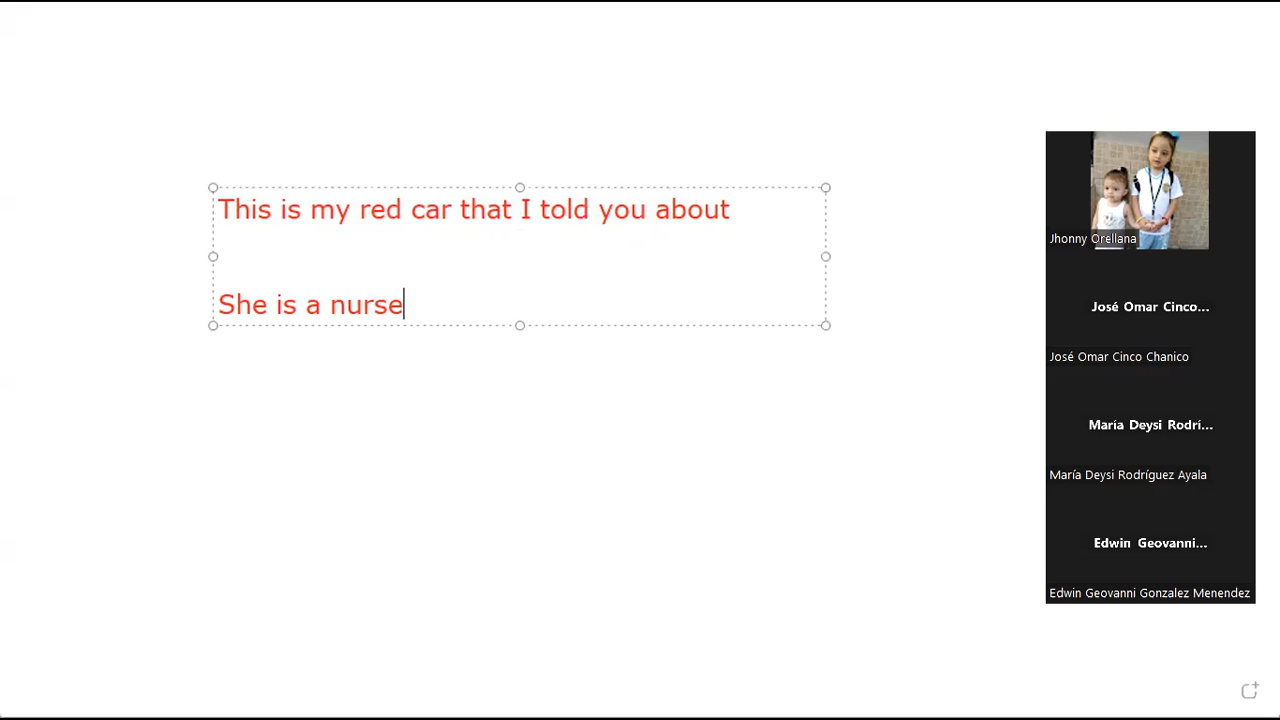 This is my red car that I told you about
She is a nurse
Jhonny Orellana
José Omar Cinco...
José Omar Cinco Chanico
María Deysi Rodrí...
María Deysi Rodríguez Ayala
Edwin Geovanni...
Edwin Geovanni Gonzalez Menendez